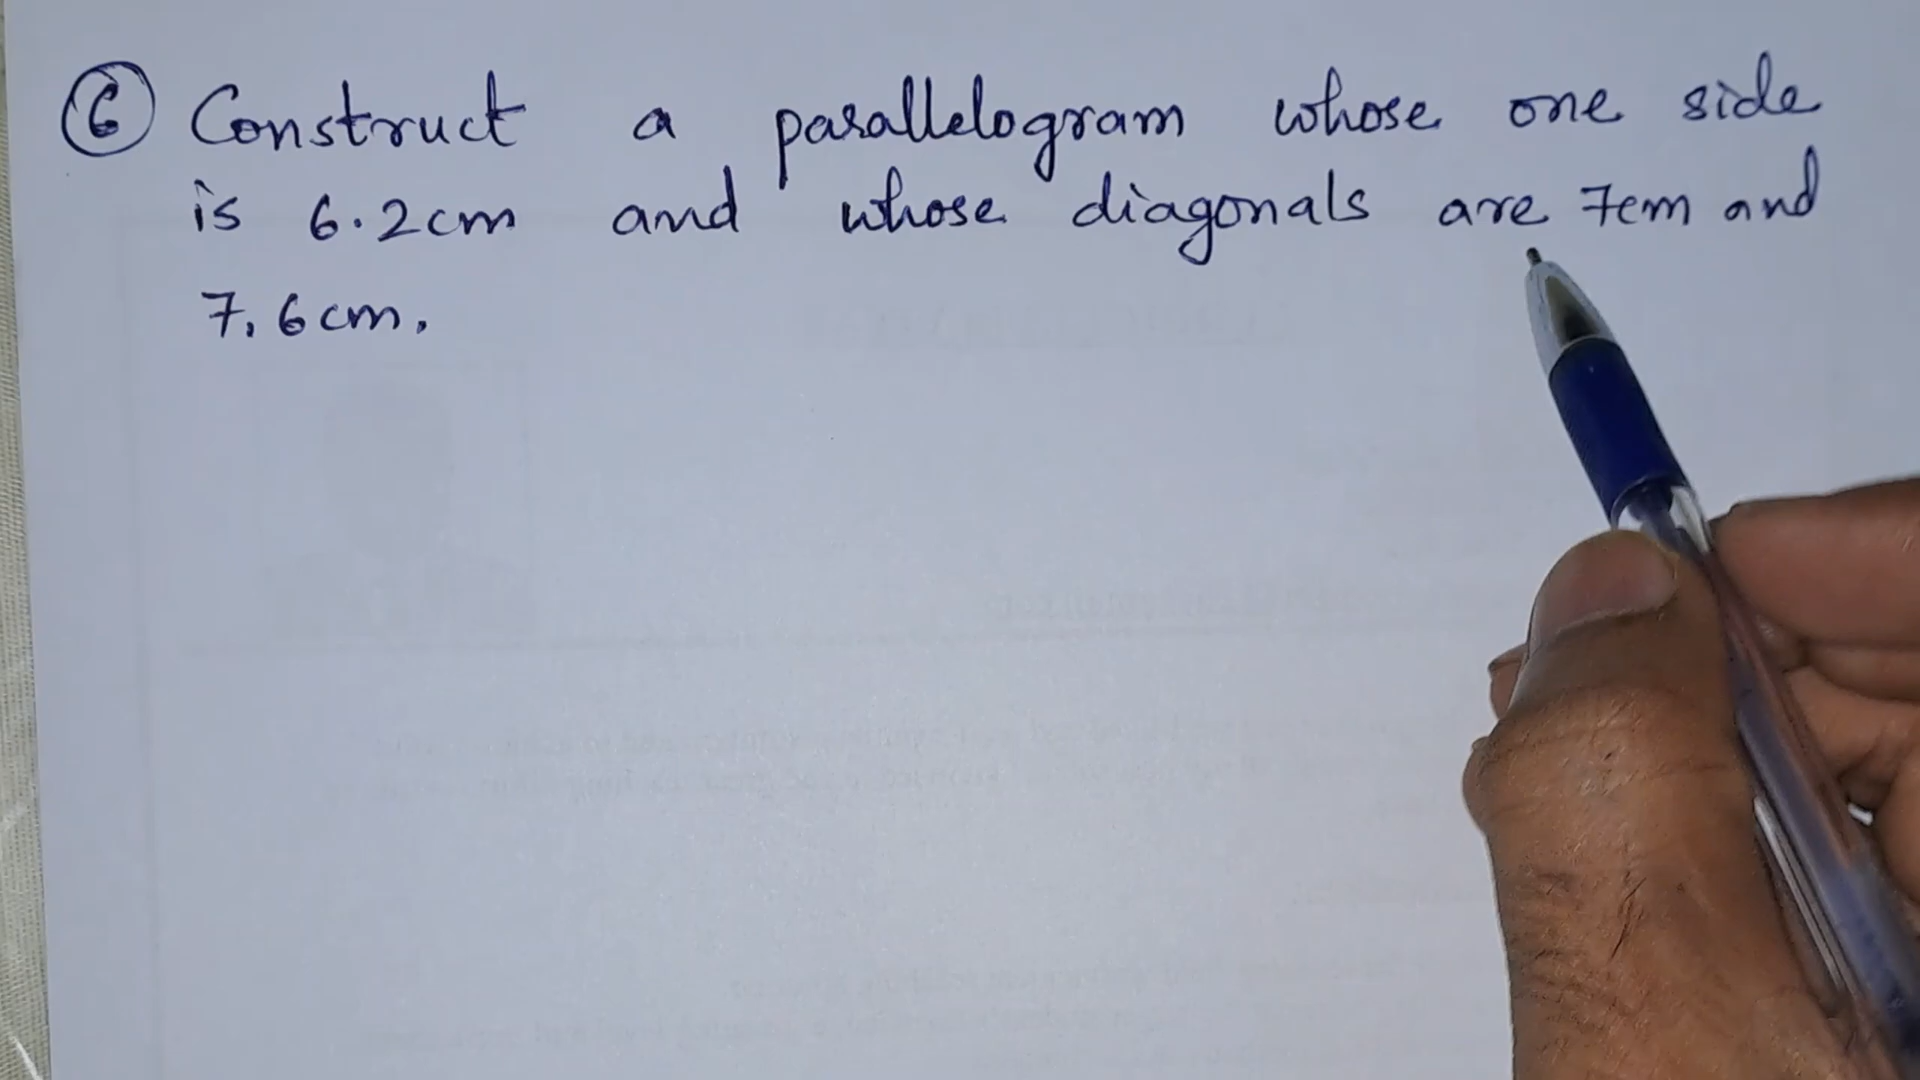 6 Construct a parallelogram whose one side
is 6.2cm and whose diagonals are 7cm and
7.6cm.